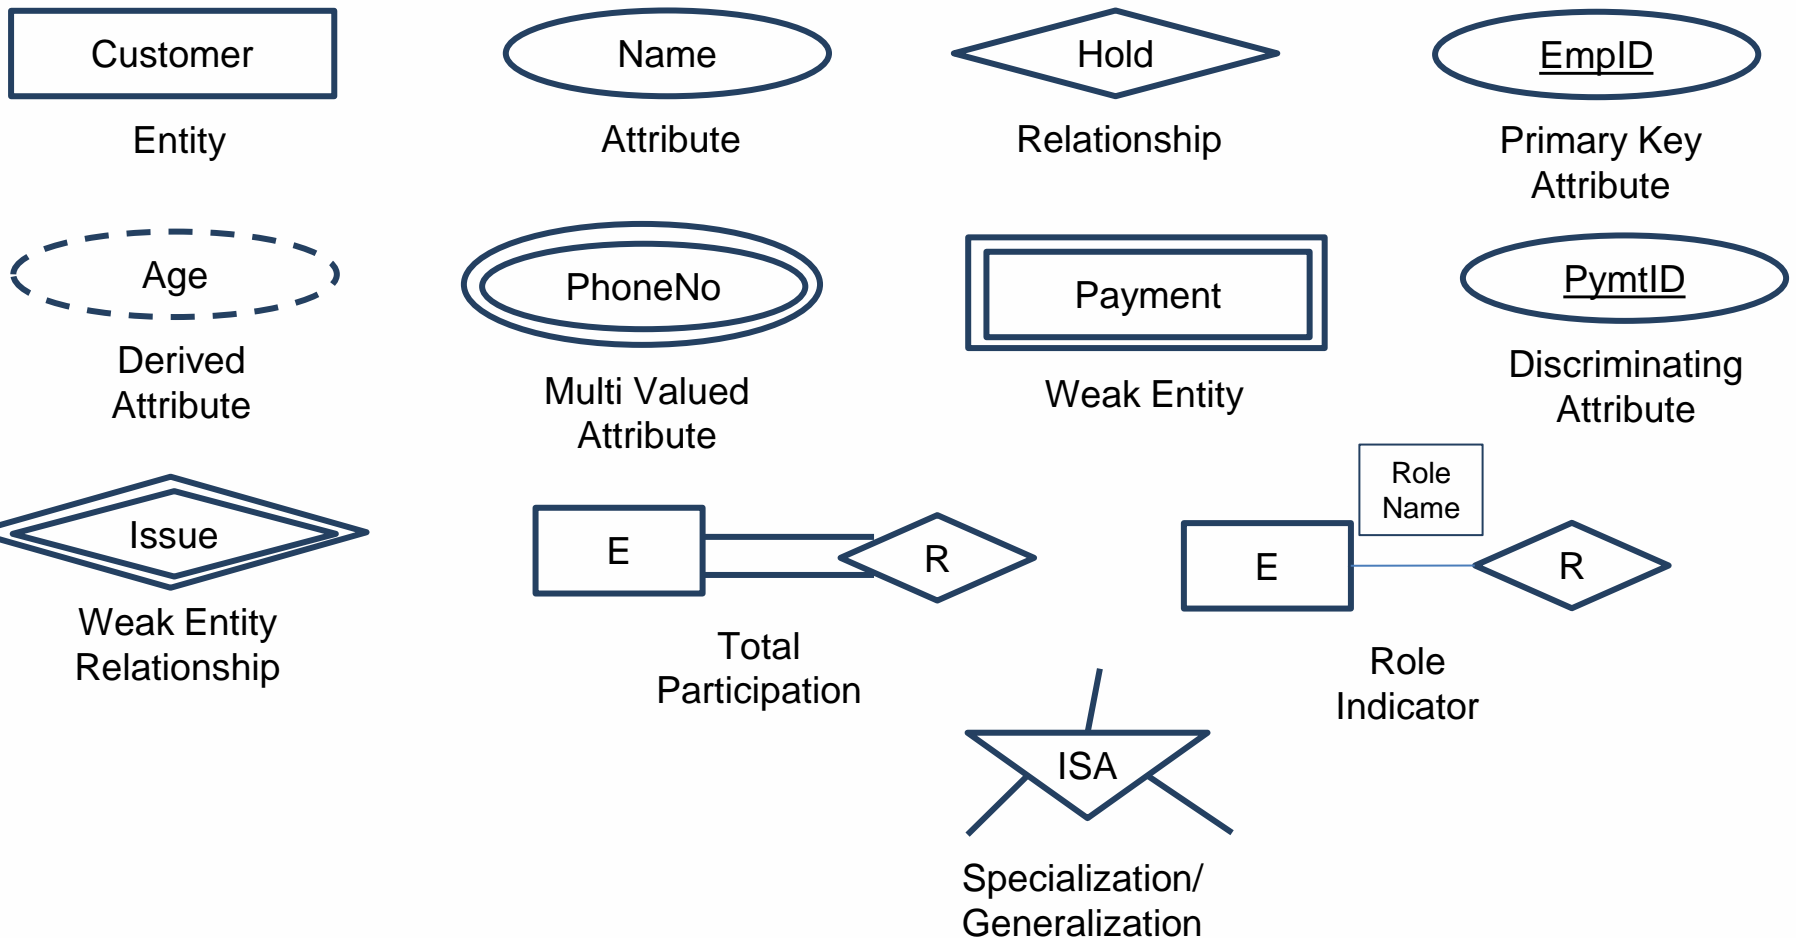 Customer
Name
Hold
EmpID
Entity
Attribute
Relationship
Primary Key
Attribute
Age
PhoneNo
Payment
PymtID
Derived
Attribute
Multi Valued
Attribute
Weak Entity
Discriminating
Attribute
Issue
E
R
Role
Name
E
R
Weak Entity
Relationship
Total
Participation
Role
Indicator
ISA
Specialization/
Generalization